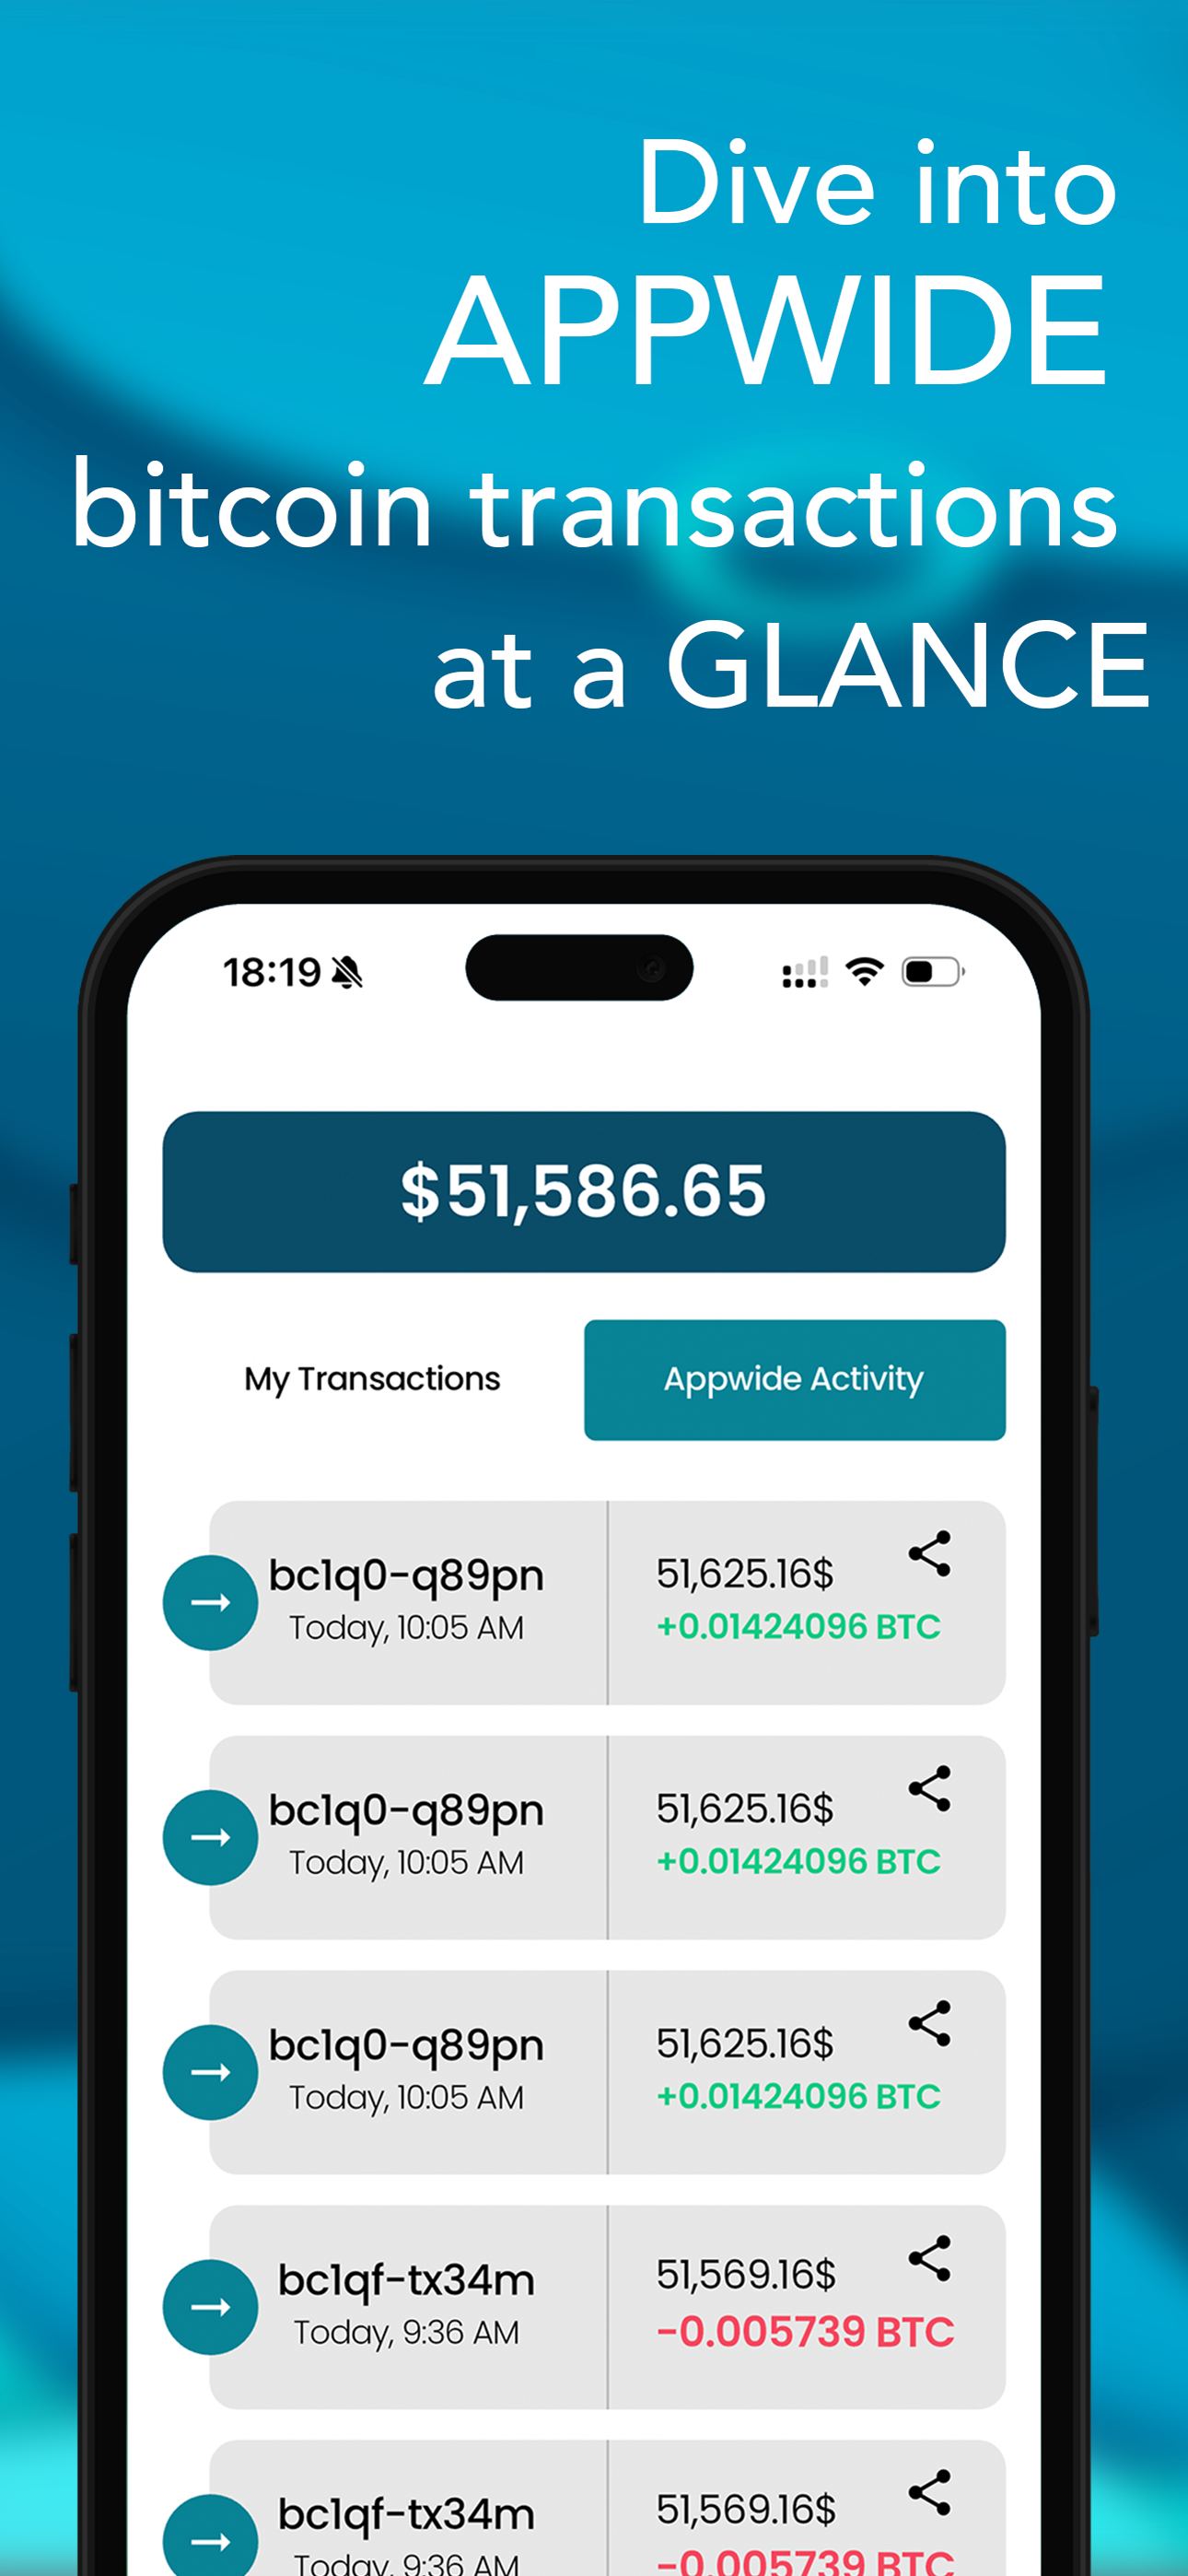 Dive into
APPWIDE
bitcoin transactions
at a GLANCE
18:19
$51,586.65
My Transactions
Appwide Activity
bc1q0-q89pn
51,625.16$
Today, 10:05 AM
+0.01424096 BTC
bc1q0-q89pn
51,625.16$
Today, 10:05 AM
+0.01424096 BTC
bc1q0-q89pn
51,625.16$
Today, 10:05 AM
+0.01424096 BTC
bc1qf-tx34m
51,569.16$
Today, 9:36 AM
-0.005739 BTC
bc1qf-tx34m
51,569.16$
Today, 9:36 AM
-0.005739 BTC